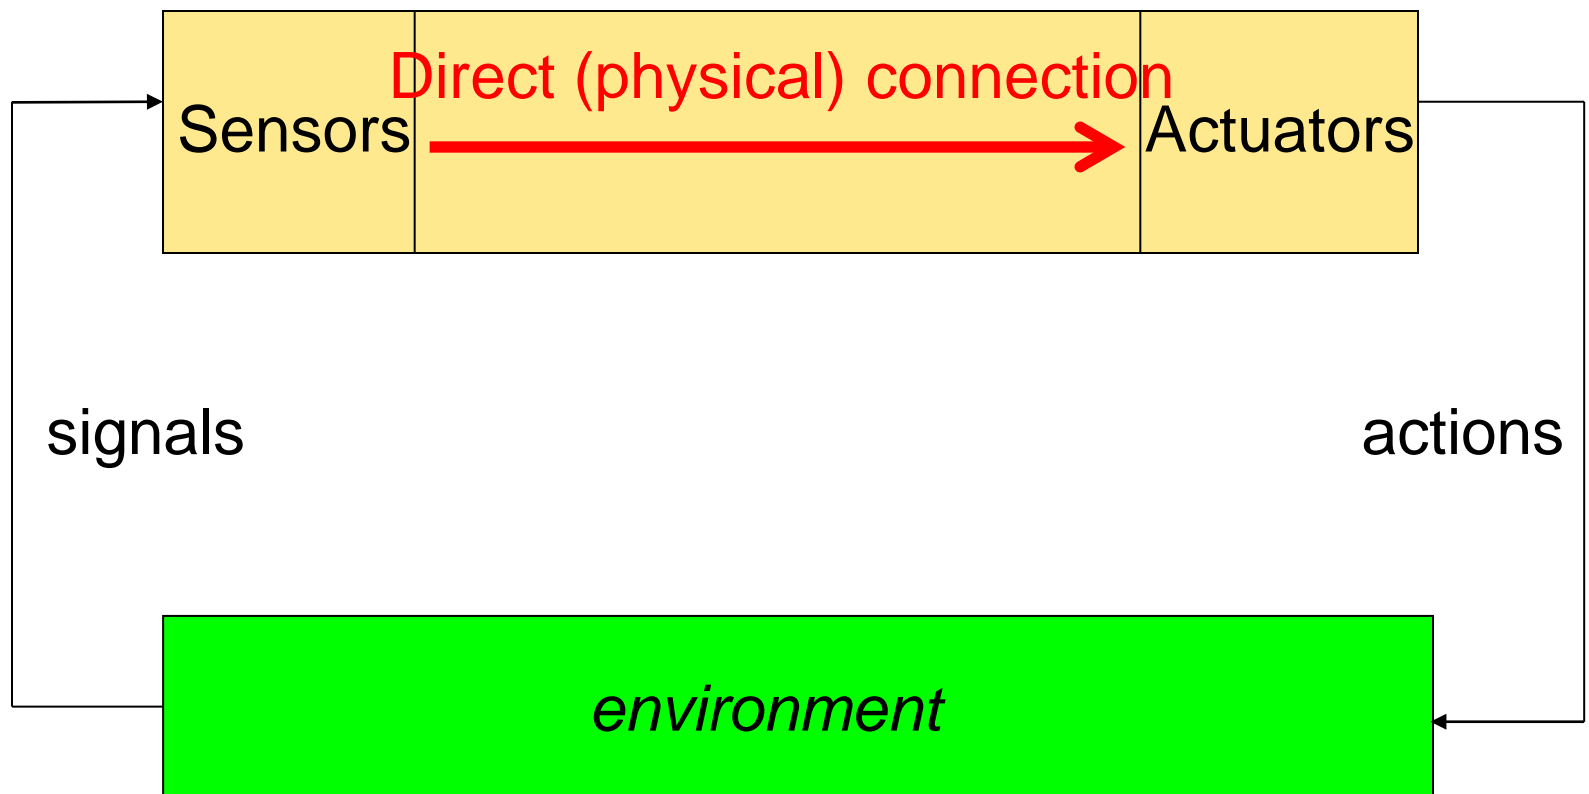 Direct (physical) connection
Sensors
Actuators
signals
actions
environment